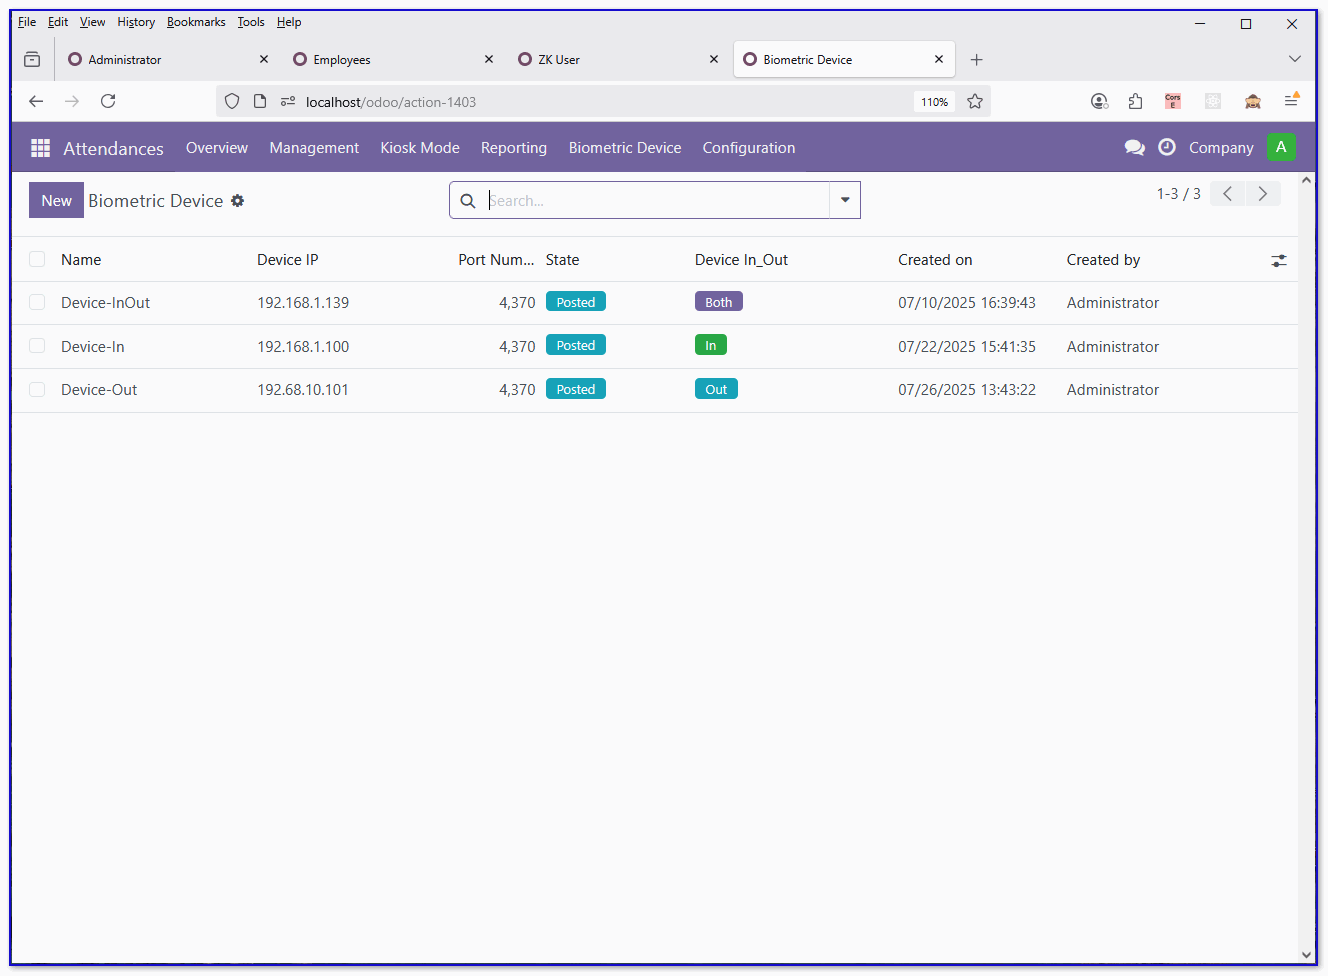 File Edit View History Bookmarks Tools Help
Administrator Employees ZK User Biometric Device
localhost/odoo/action-1403 110% Cors E
Attendances Overview Management Kiosk Mode Reporting Biometric Device Configuration Company A
New Biometric Device Search... 1-3 / 3
Name Device IP Port Num... State Device In_Out Created on Created by
Device-InOut 192.168.1.139 4,370 Posted Both 07/10/2025 16:39:43 Administrator
Device-In 192.168.1.100 4,370 Posted In 07/22/2025 15:41:35 Administrator
Device-Out 192.68.10.101 4,370 Posted Out 07/26/2025 13:43:22 Administrator